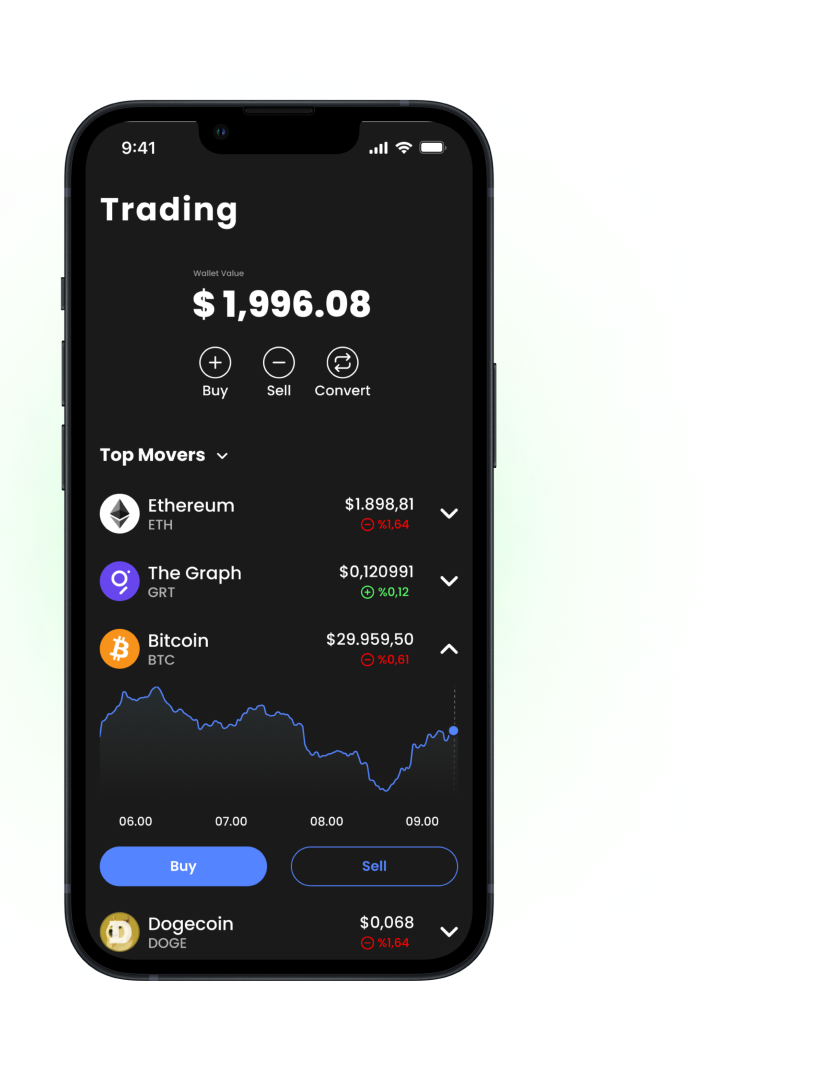 9:41
Trading
Wallet Value
$ 1,996.08
Buy Sell Convert
Top Movers
Ethereum $1.898,81
ETH %1,64
The Graph $0,120991
GRT %0,12
Bitcoin $29.959,50
BTC %0,61
06.00 07.00 08.00 09.00
Buy Sell
Dogecoin $0,068
DOGE %1,64